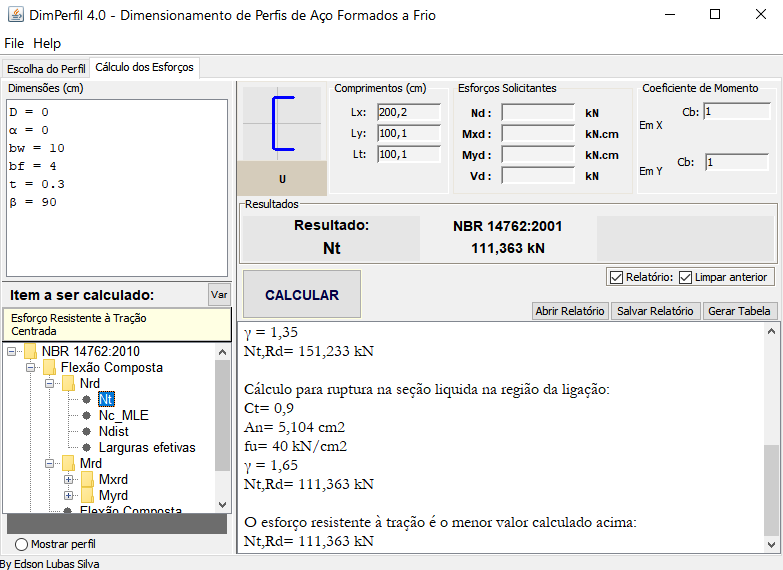 DimPerfil 4.0 - Dimensionamento de Perfis de Aço Formados a Frio
File Help
Escolha do Perfil Cálculo dos Esforços
Dimensões (cm)
D = 0
α = 0
bw = 10
bf = 4
t = 0.3
β = 90
U
Comprimentos (cm)
Lx: 200,2
Ly: 100,1
Lt: 100,1
Esforços Solicitantes
Nd : kN
Mxd : kN.cm
Myd : kN.cm
Vd : kN
Coeficiente de Momento
Em X Cb: 1
Em Y Cb: 1
Resultados
Resultado: NBR 14762:2001
Nt 111,363 kN
Item a ser calculado: Var
Esforço Resistente à Tração
Centrada
NBR 14762:2010
Flexão Composta
Nrd
Nt
Nc_MLE
Ndist
Larguras efetivas
Mrd
Mxrd
Myrd
Flexão Composta
Mostrar perfil
CALCULAR
Relatório: Limpar anterior
Abrir Relatório Salvar Relatório Gerar Tabela
γ = 1,35
Nt,Rd= 151,233 kN
Cálculo para ruptura na seção liquida na região da ligação:
Ct= 0,9
An= 5,104 cm2
fu= 40 kN/cm2
γ = 1,65
Nt,Rd= 111,363 kN
O esforço resistente à tração é o menor valor calculado acima:
Nt,Rd= 111,363 kN
By Edson Lubas Silva